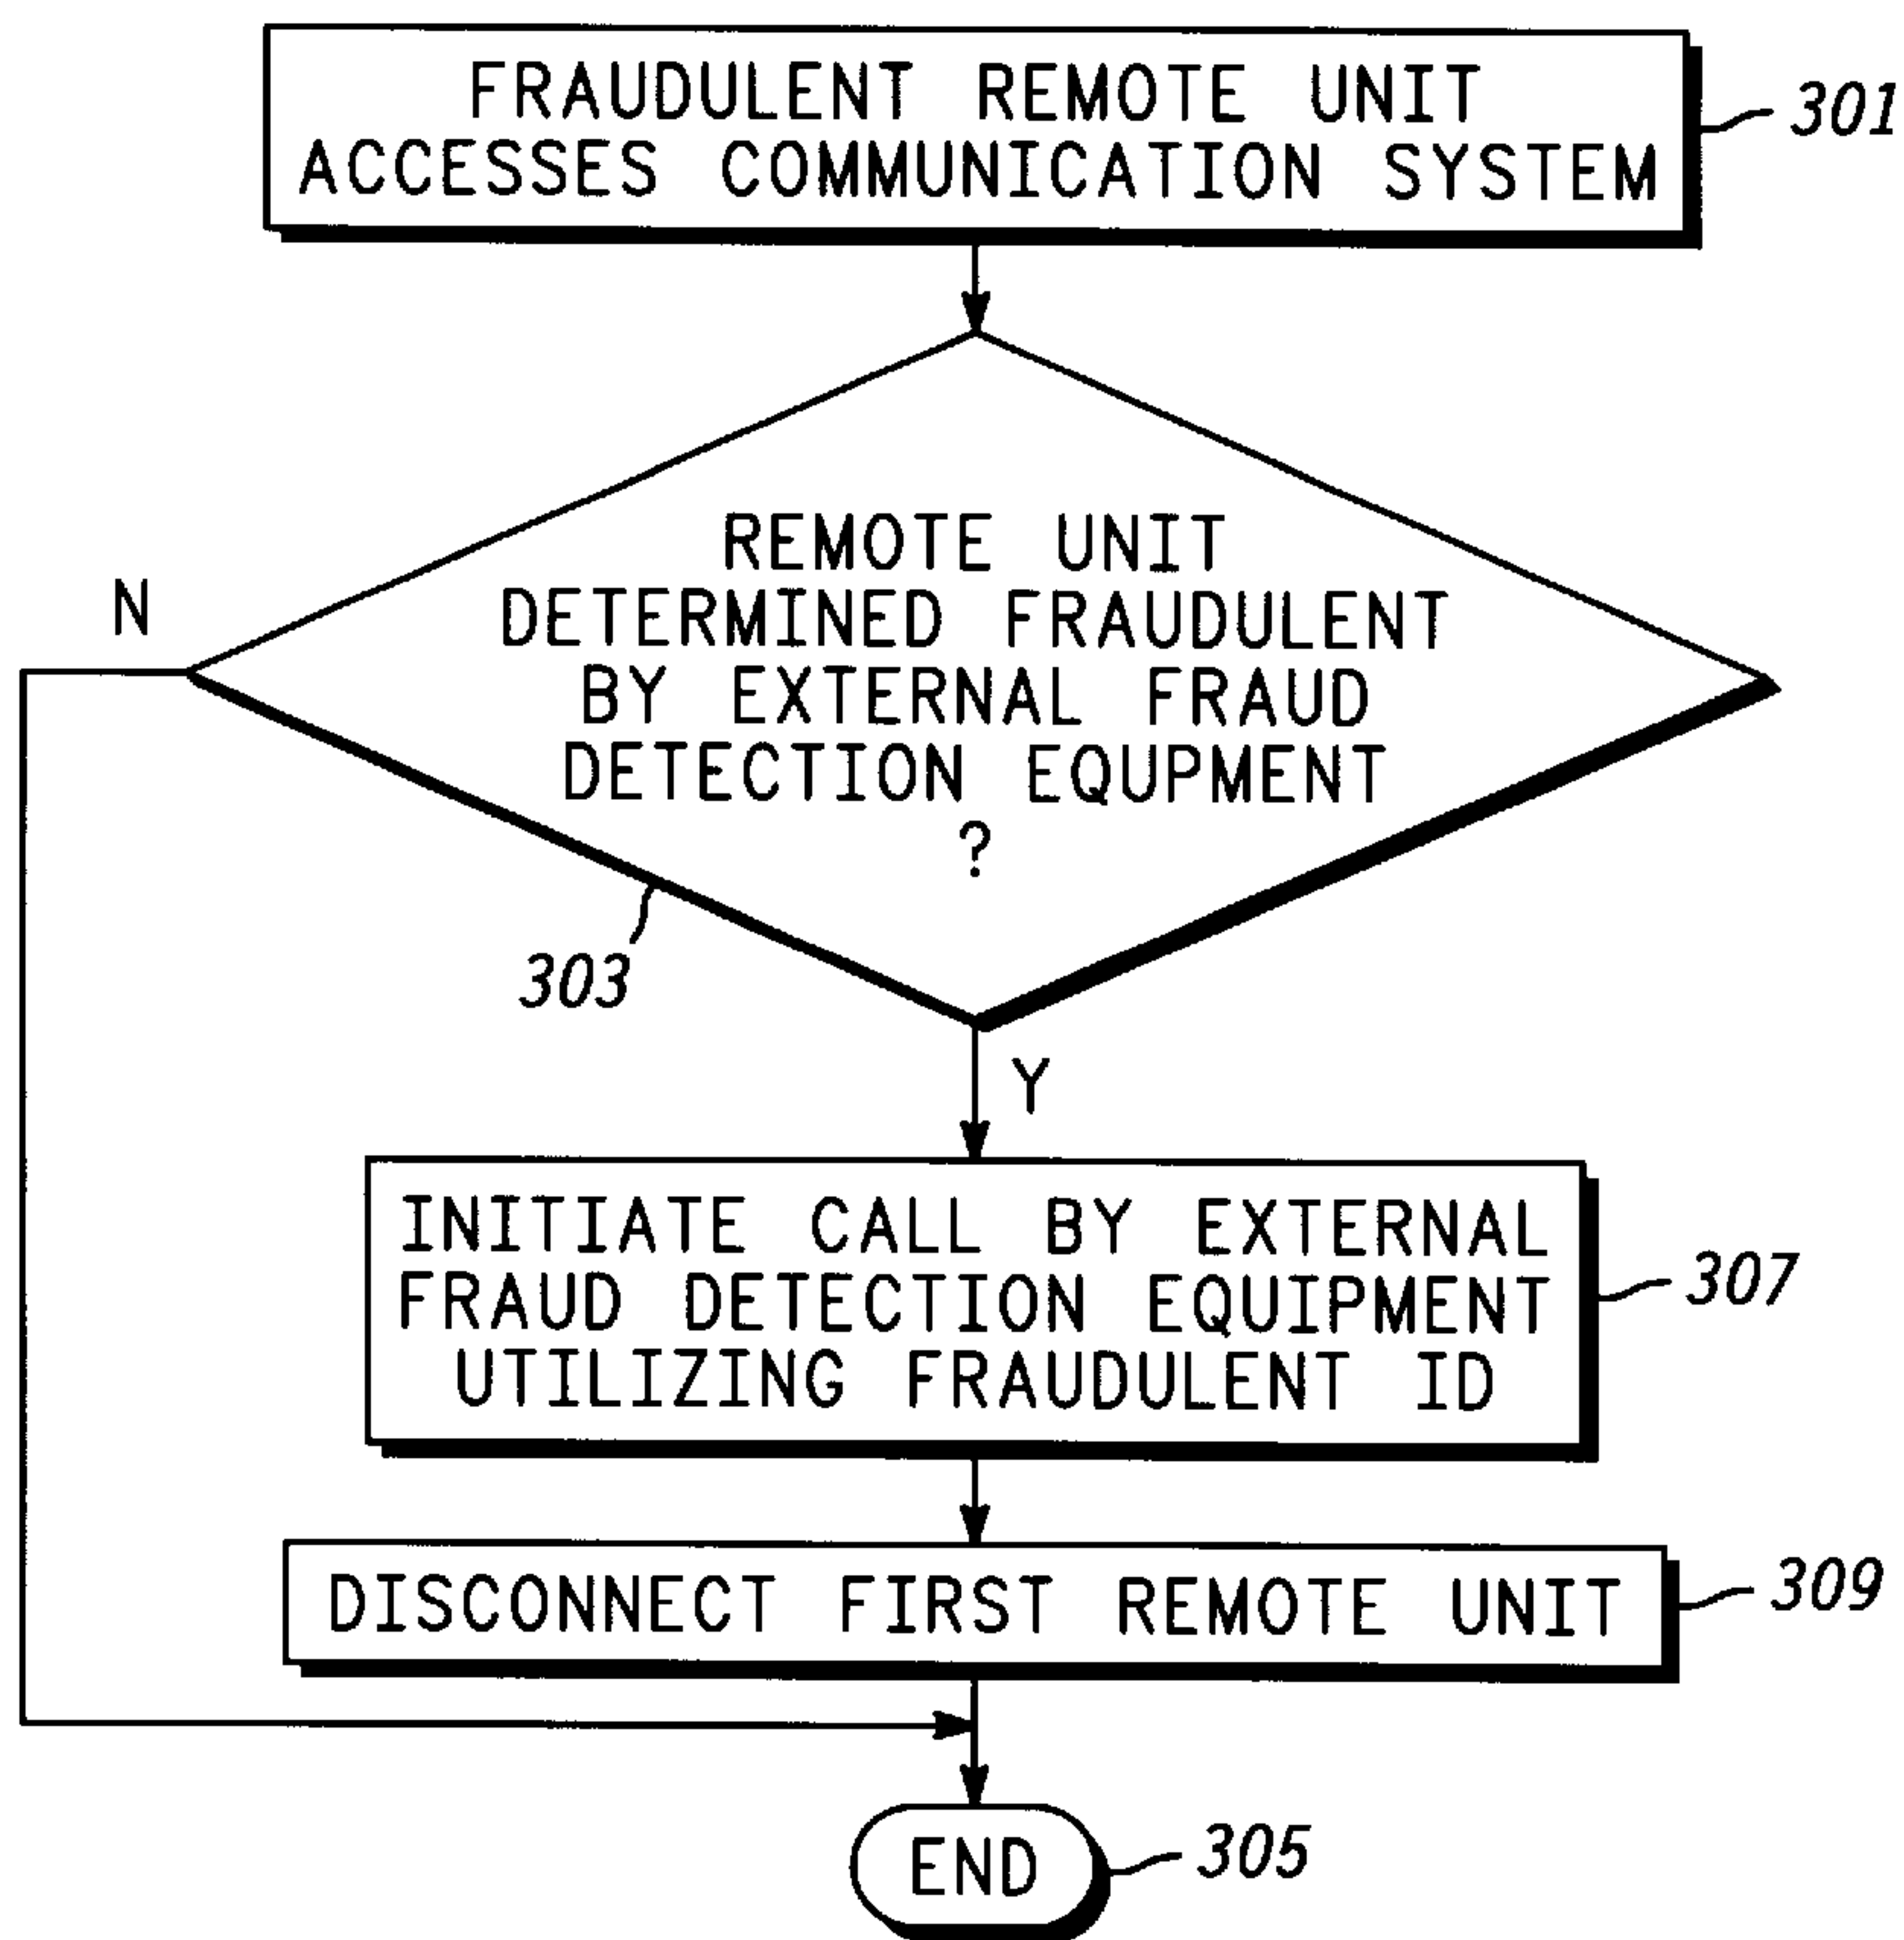 FRAUDULENT REMOTE UNIT
ACCESSES COMMUNICATION SYSTEM
301
REMOTE UNIT
DETERMINED FRAUDULENT
BY EXTERNAL FRAUD
DETECTION EQUPMENT
?
N
303
Y
INITIATE CALL BY EXTERNAL
FRAUD DETECTION EQUIPMENT
UTILIZING FRAUDULENT ID
307
DISCONNECT FIRST REMOTE UNIT
309
END
305